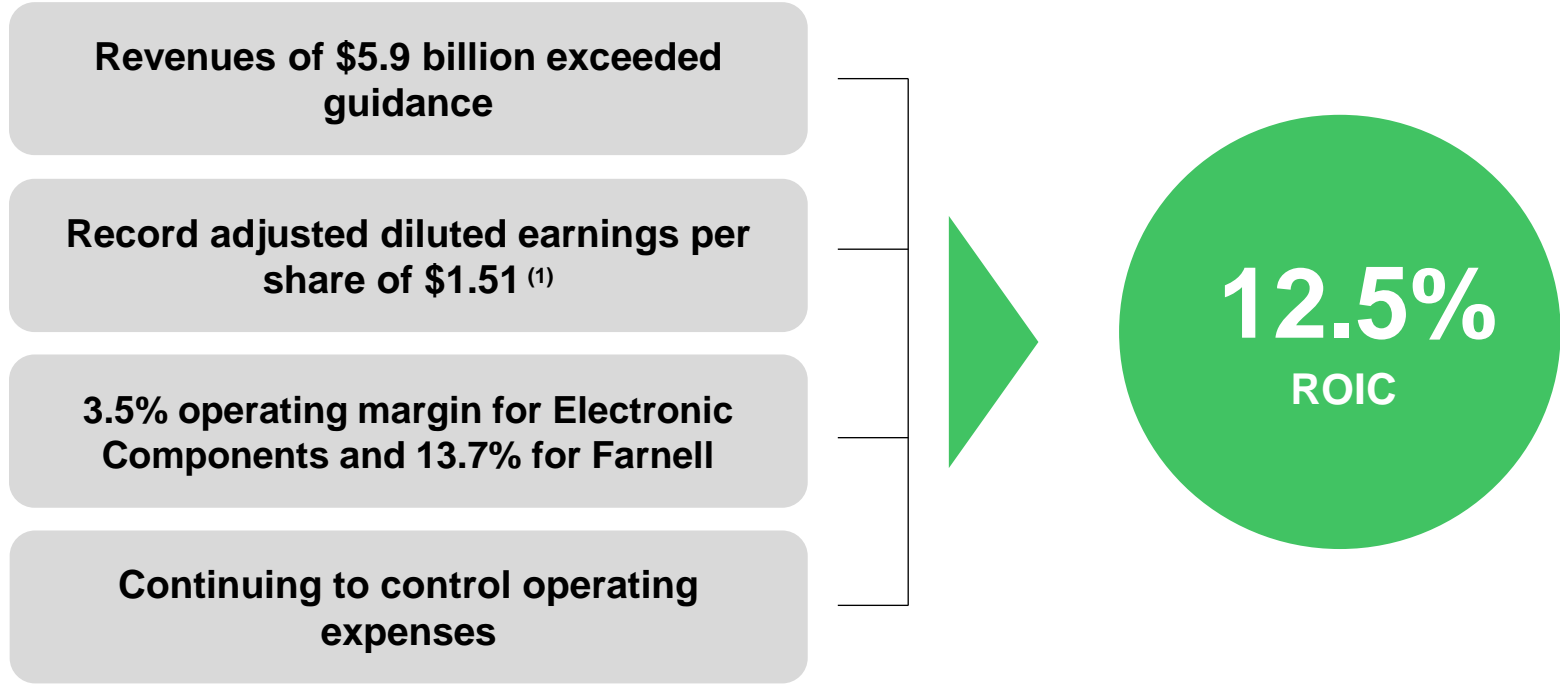 Revenues of $5.9 billion exceeded
guidance
Record adjusted diluted earnings per
share of $1.51 (1)
3.5% operating margin for Electronic
Components and 13.7% for Farnell
Continuing to control operating
expenses
12.5%
ROIC